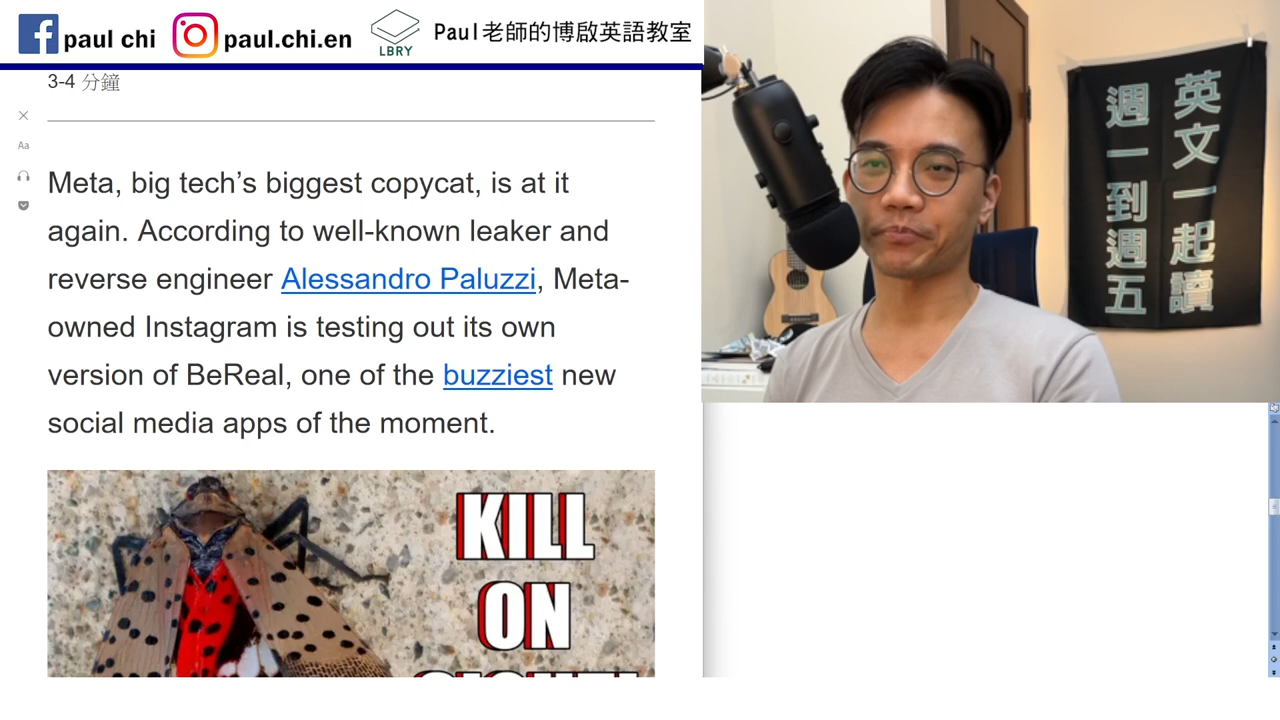 paul chi
paul.chi.en
LBRY
Paul老師的博啟英語教室
3-4 分鐘
Aa
Meta, big tech’s biggest copycat, is at it
again. According to well-known leaker and
reverse engineer Alessandro Paluzzi, Meta-
owned Instagram is testing out its own
version of BeReal, one of the buzziest new
social media apps of the moment.
KILL
ON
英文一起讀
週一到週五